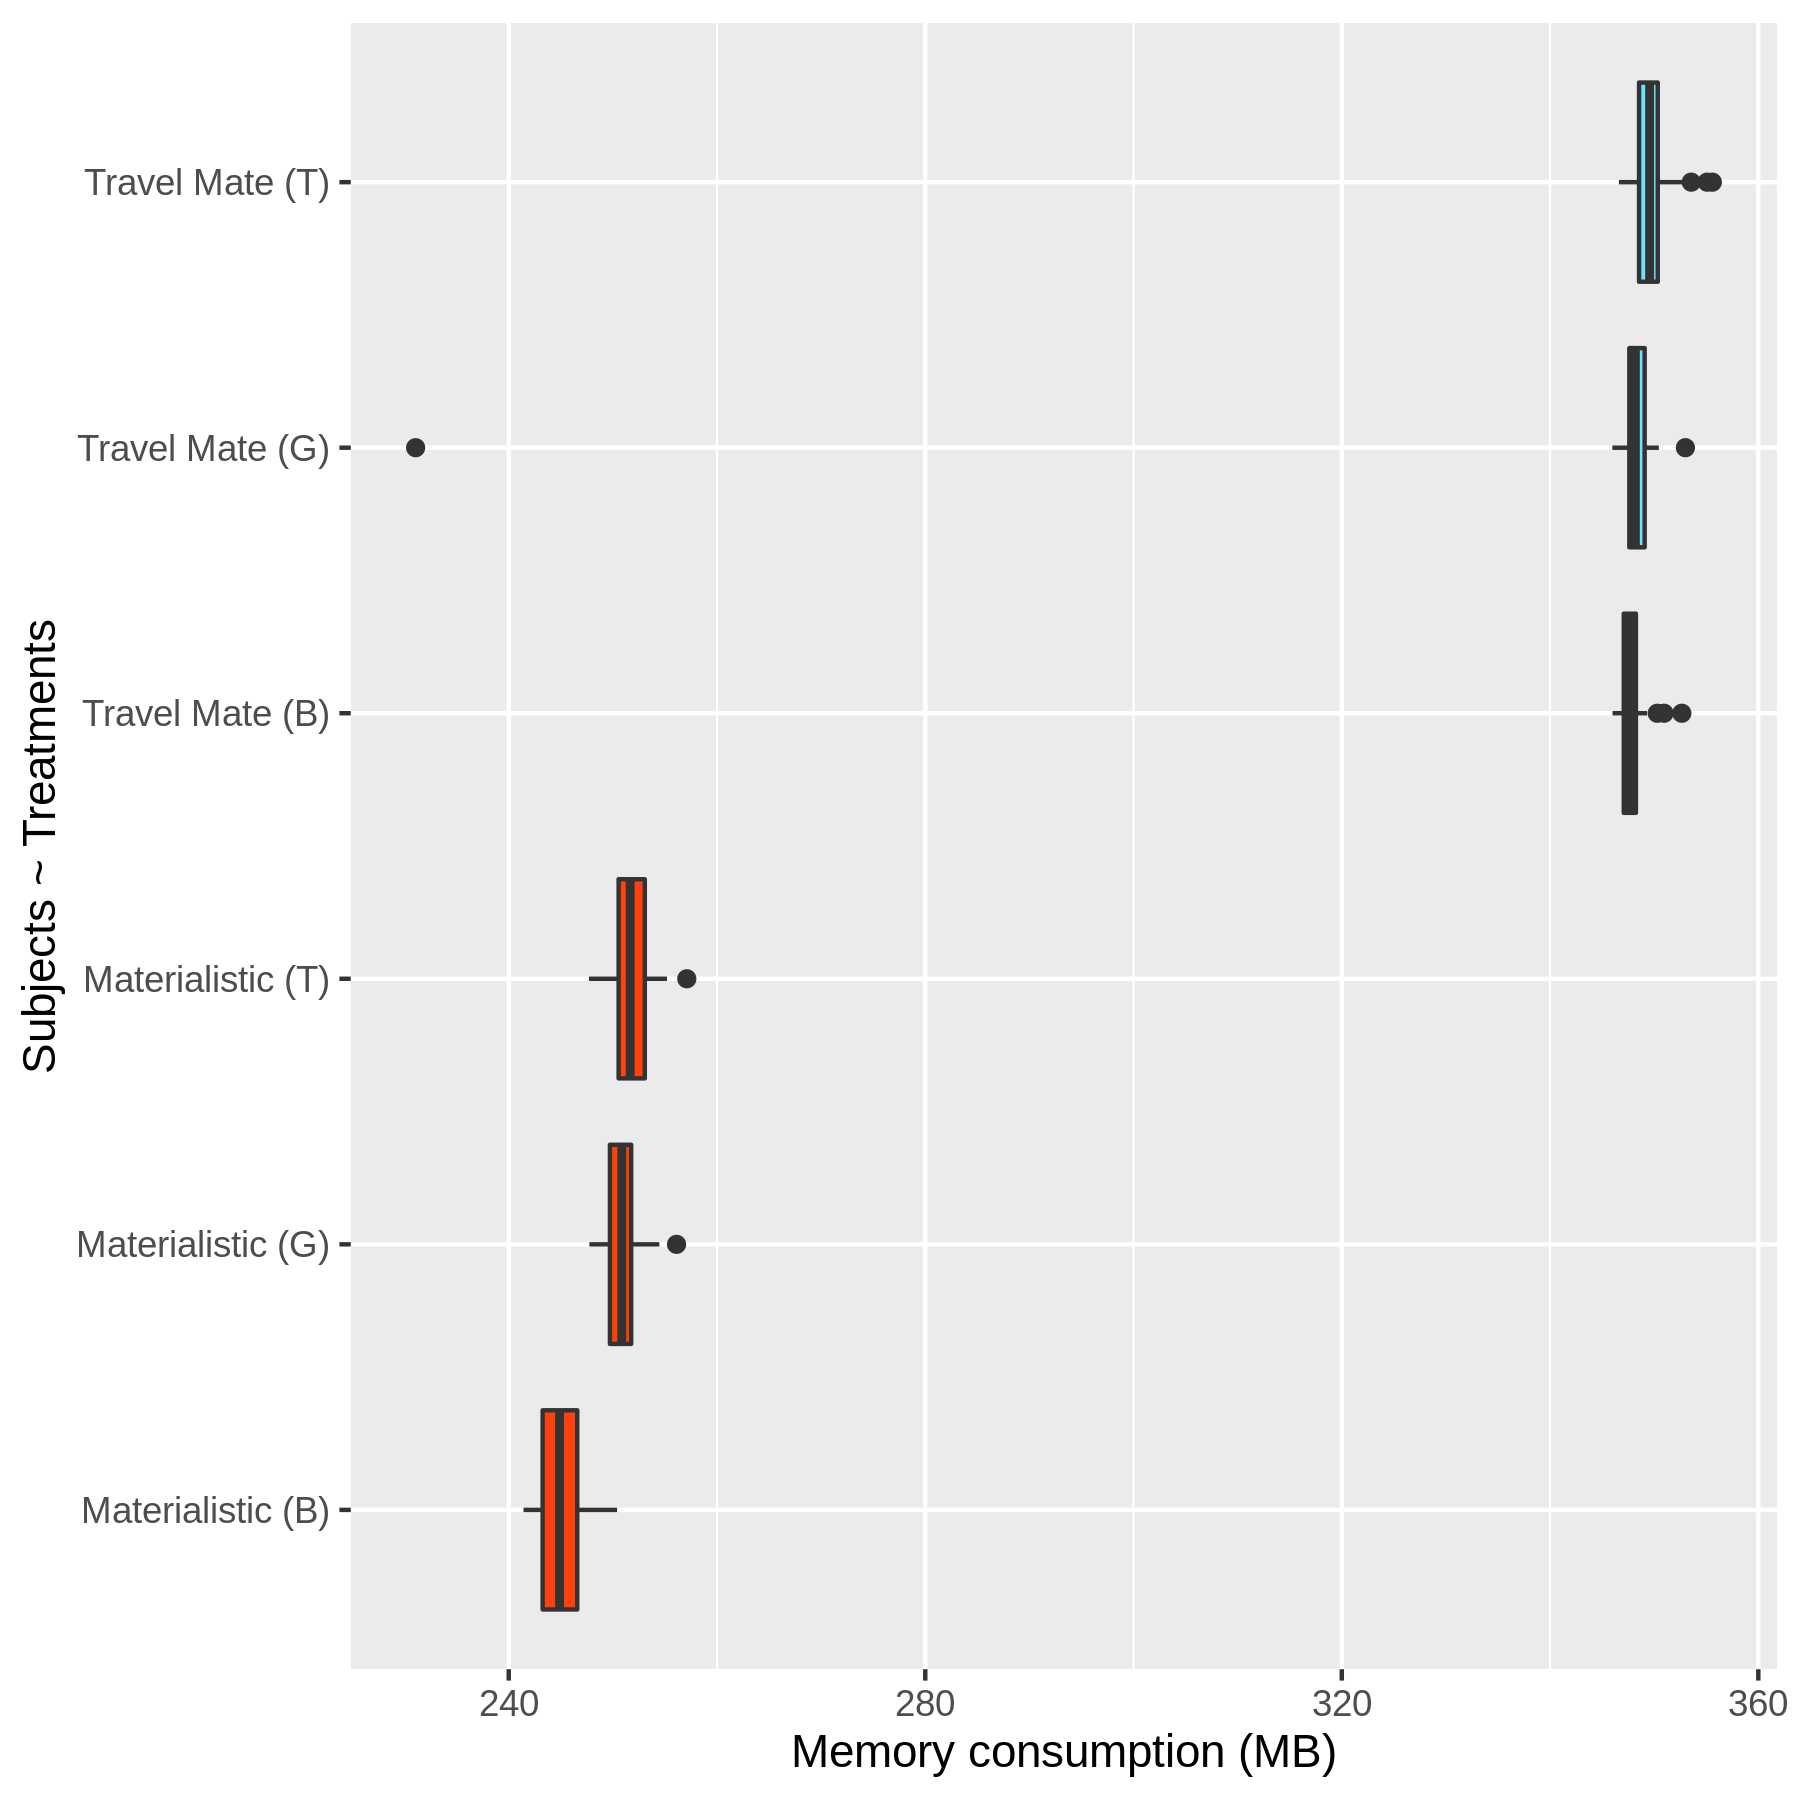 Subjects ~ Treatments
Travel Mate (T)
Travel Mate (G)
Travel Mate (B)
Materialistic (T)
Materialistic (G)
Materialistic (B)
240 280 320 360
Memory consumption (MB)